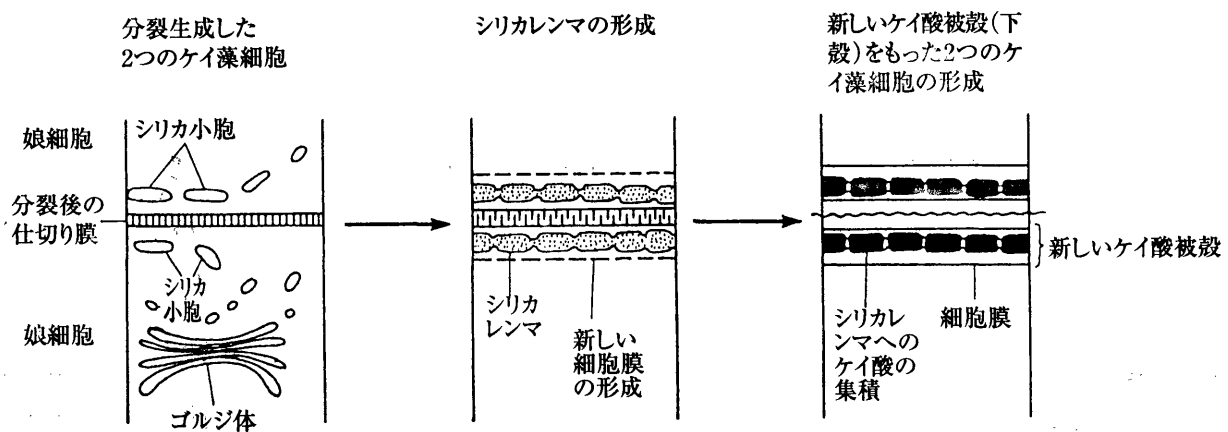 分裂生成した
2つのケイ藻細胞
シリカレンマの形成
新しいケイ酸被殻(下
殻)をもった2つのケ
イ藻細胞の形成
娘細胞
シリカ小胞
分裂後の
仕切り膜
シリカ
小胞
娘細胞
ゴルジ体
シリカ
レンマ
新しい
細胞膜
の形成
新しいケイ酸被殻
シリカレ
ンマへの
ケイ酸の
集積
細胞膜